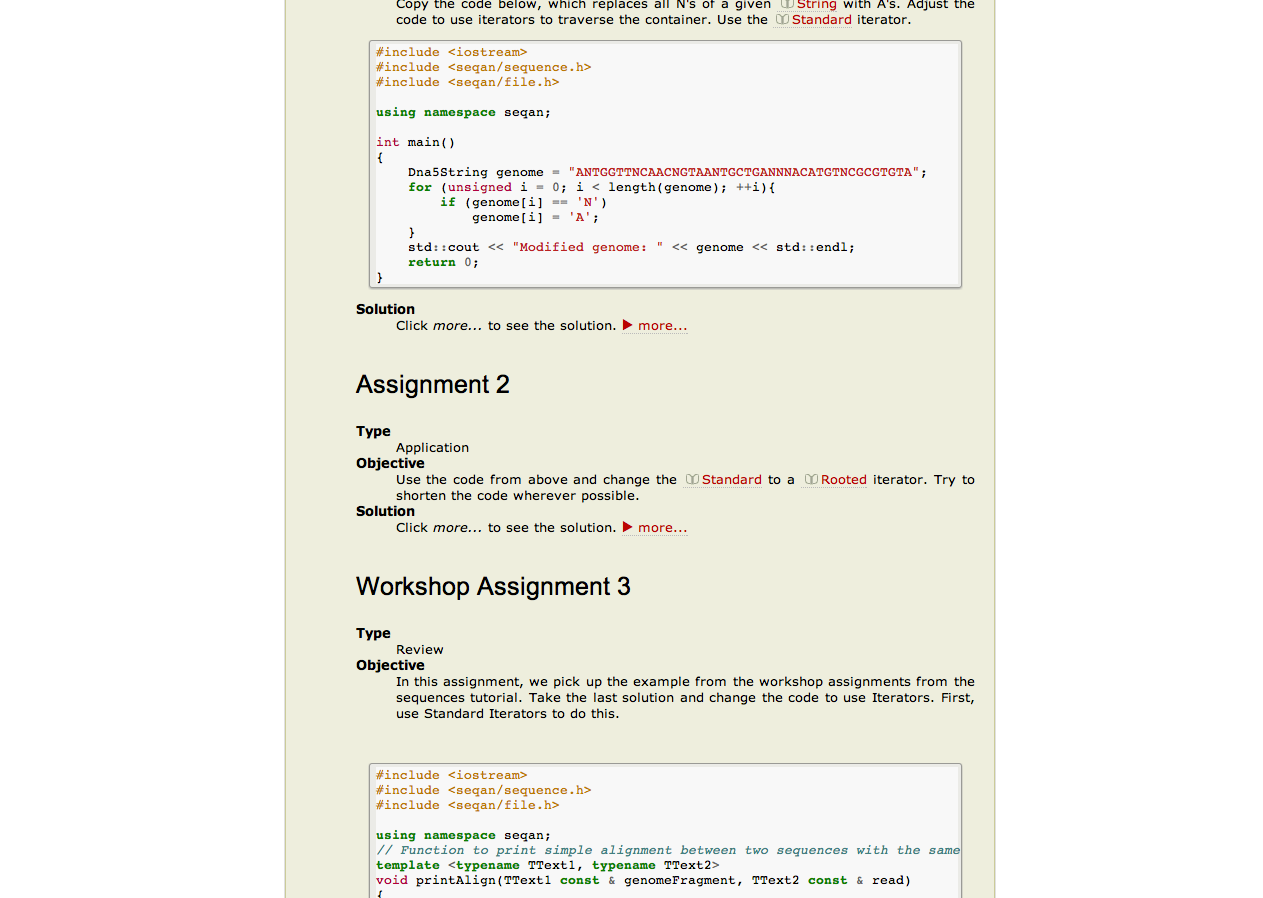 Copy the code below, which replaces all N's of a given String with A's. Adjust the
code to use iterators to traverse the container. Use the Standard iterator.
#include <iostream>
#include <seqan/sequence.h>
#include <seqan/file.h>
using namespace seqan;
int main()
{
Dna5String genome = "ANTGGTTNCAACNGTAANTGCTGANNNACATGTNCGCGTGTA";
for (unsigned i = 0; i < length(genome); ++i){
if (genome[i] == 'N')
genome[i] = 'A';
}
std::cout << "Modified genome: " << genome << std::endl;
return 0;
}
Solution
Click more... to see the solution. more...
Assignment 2
Type
Application
Objective
Use the code from above and change the Standard to a Rooted iterator. Try to
shorten the code wherever possible.
Solution
Click more... to see the solution. more...
Workshop Assignment 3
Type
Review
Objective
In this assignment, we pick up the example from the workshop assignments from the
sequences tutorial. Take the last solution and change the code to use Iterators. First,
use Standard Iterators to do this.
#include <iostream>
#include <seqan/sequence.h>
#include <seqan/file.h>
using namespace seqan;
// Function to print simple alignment between two sequences with the same
template <typename TText1, typename TText2>
void printAlign(TText1 const & genomeFragment, TText2 const & read)
{